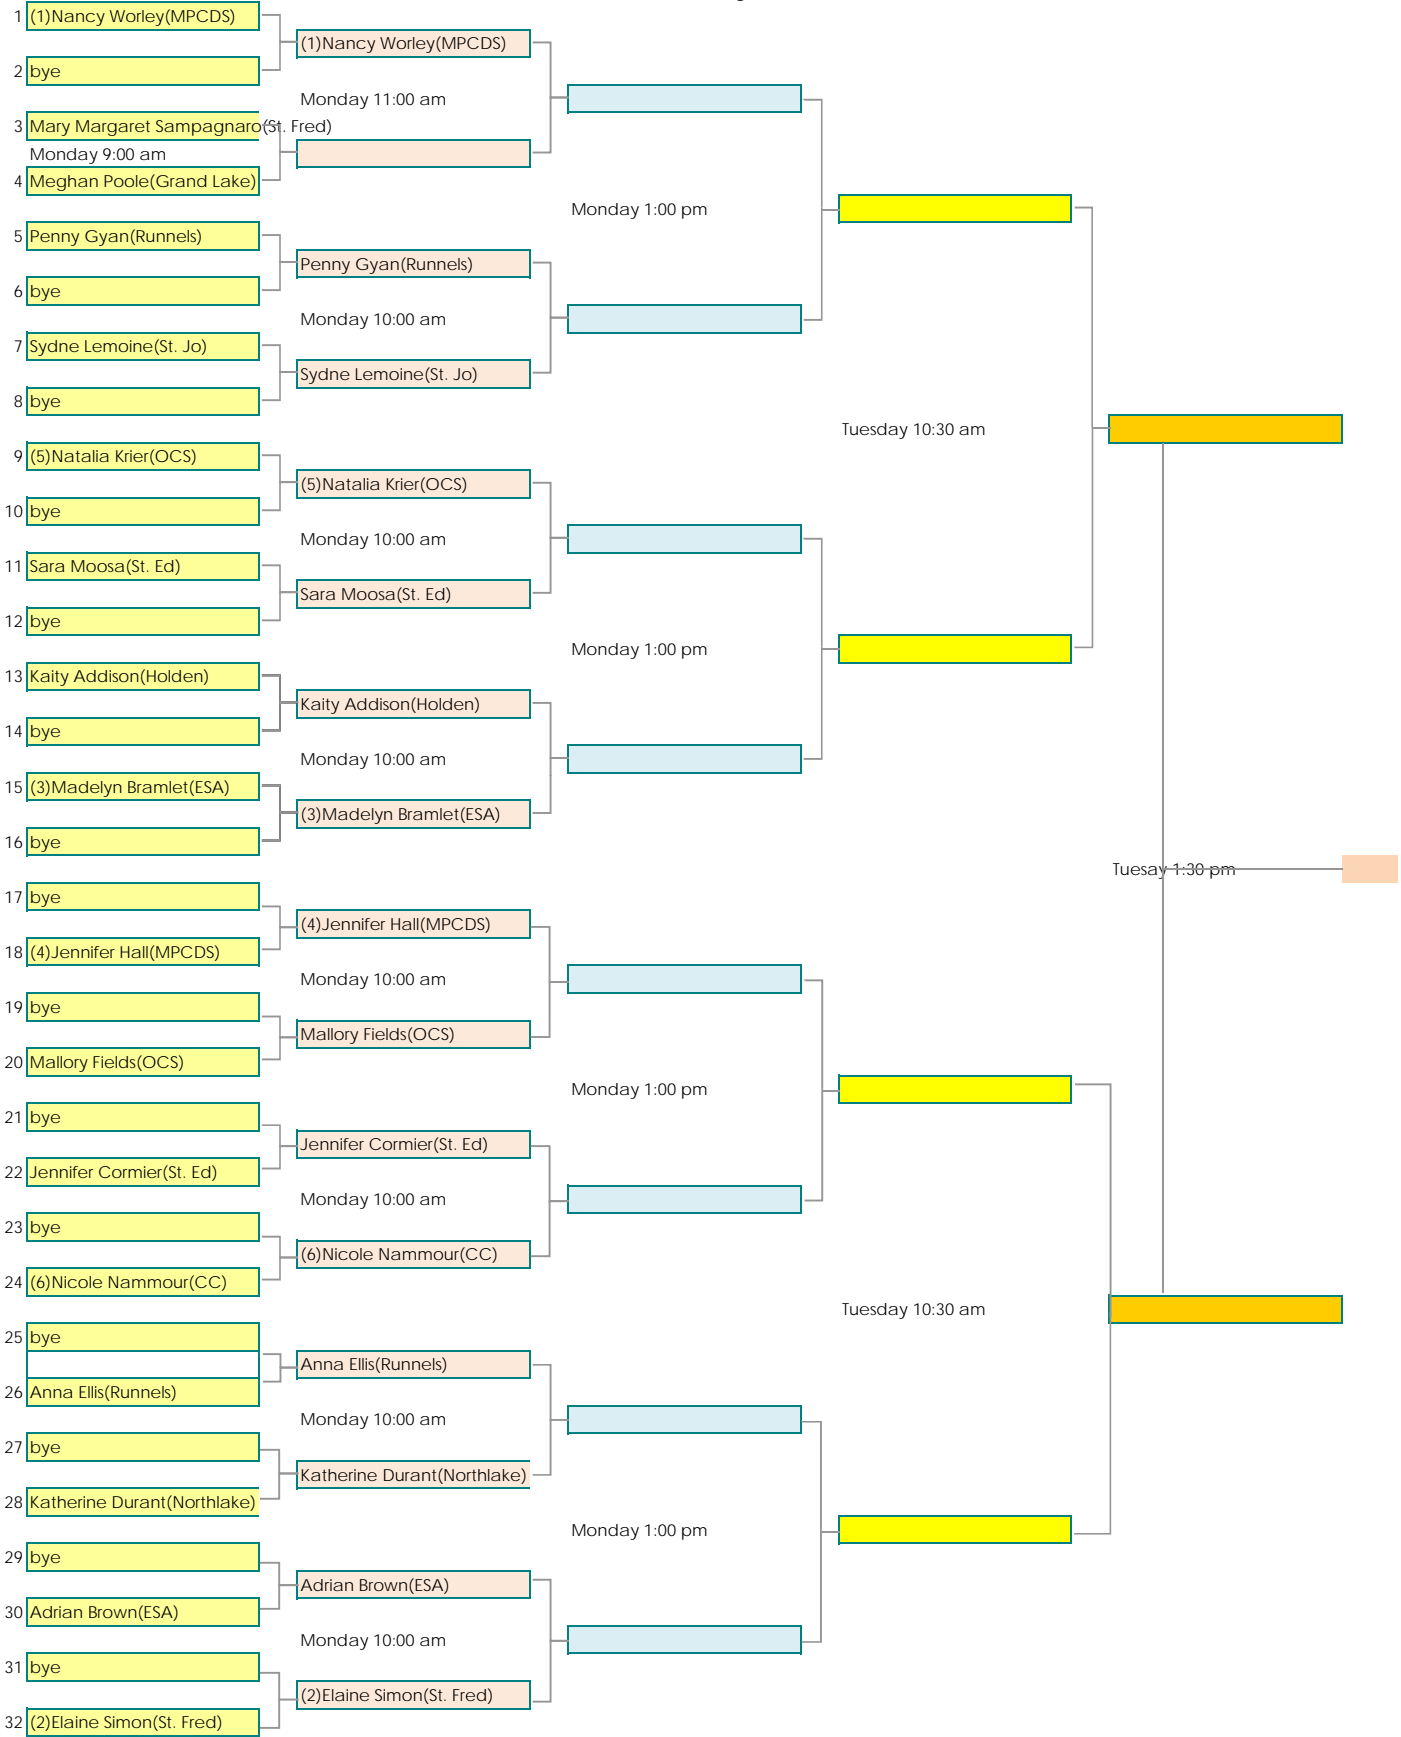 1 (1)Nancy Worley(MPCDS)
(1)Nancy Worley(MPCDS)
2 bye
Monday 11:00 am
3 Mary Margaret Sampagnaro(St. Fred)
Monday 9:00 am
4 Meghan Poole(Grand Lake)
Monday 1:00 pm
5 Penny Gyan(Runnels)
Penny Gyan(Runnels)
6 bye
Monday 10:00 am
7 Sydne Lemoine(St. Jo)
Sydne Lemoine(St. Jo)
8 bye
Tuesday 10:30 am
9 (5)Natalia Krier(OCS)
(5)Natalia Krier(OCS)
10 bye
Monday 10:00 am
11 Sara Moosa(St. Ed)
Sara Moosa(St. Ed)
12 bye
Monday 1:00 pm
13 Kaity Addison(Holden)
Kaity Addison(Holden)
14 bye
Monday 10:00 am
15 (3)Madelyn Bramlet(ESA)
(3)Madelyn Bramlet(ESA)
16 bye
Tuesay 1:30 pm
17 bye
(4)Jennifer Hall(MPCDS)
18 (4)Jennifer Hall(MPCDS)
Monday 10:00 am
19 bye
Mallory Fields(OCS)
20 Mallory Fields(OCS)
Monday 1:00 pm
21 bye
Jennifer Cormier(St. Ed)
22 Jennifer Cormier(St. Ed)
Monday 10:00 am
23 bye
(6)Nicole Nammour(CC)
24 (6)Nicole Nammour(CC)
Tuesday 10:30 am
25 bye
Anna Ellis(Runnels)
26 Anna Ellis(Runnels)
Monday 10:00 am
27 bye
Katherine Durant(Northlake)
28 Katherine Durant(Northlake)
Monday 1:00 pm
29 bye
Adrian Brown(ESA)
30 Adrian Brown(ESA)
Monday 10:00 am
31 bye
(2)Elaine Simon(St. Fred)
32 (2)Elaine Simon(St. Fred)